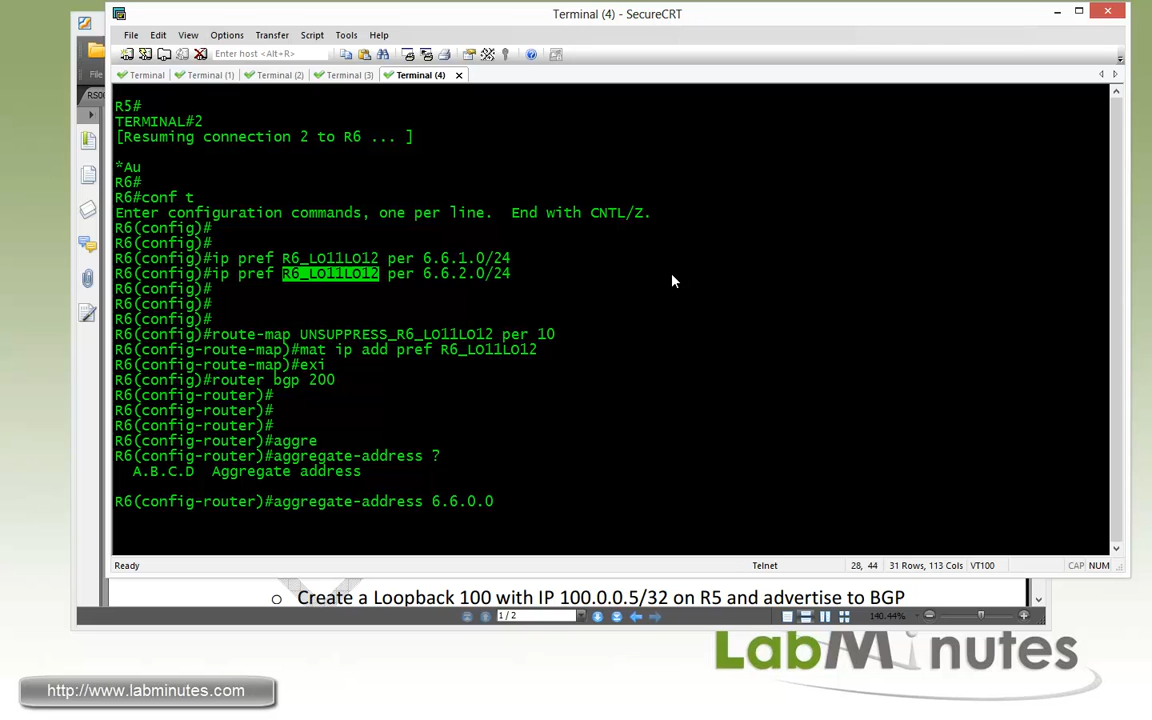 Terminal (4) - SecureCRT
File Edit View Options Transfer Script Tools Help
Enter host <Alt+R>
File
Terminal Terminal (1) Terminal (2) Terminal (3) Terminal (4)
R5#
TERMINAL#2
[Resuming connection 2 to R6 ... ]
*Au
R6#
R6#conf t
Enter configuration commands, one per line.  End with CNTL/Z.
R6(config)#
R6(config)#
R6(config)#ip pref R6_LO11LO12 per 6.6.1.0/24
R6(config)#ip pref R6_LO11LO12 per 6.6.2.0/24
R6(config)#
R6(config)#
R6(config)#
R6(config)#route-map UNSUPPRESS_R6_LO11LO12 per 10
R6(config-route-map)#mat ip add pref R6_LO11LO12
R6(config-route-map)#exi
R6(config)#router bgp 200
R6(config-router)#
R6(config-router)#
R6(config-router)#
R6(config-router)#aggre
R6(config-router)#aggregate-address ?
A.B.C.D  Aggregate address
R6(config-router)#aggregate-address 6.6.0.0
Ready Telnet 28, 44 31 Rows, 113 Cols VT100 CAP NUM
o Create a Loopback 100 with IP 100.0.0.5/32 on R5 and advertise to BGP
1 / 2 140.44%
LabMinutes
http://www.labminutes.com